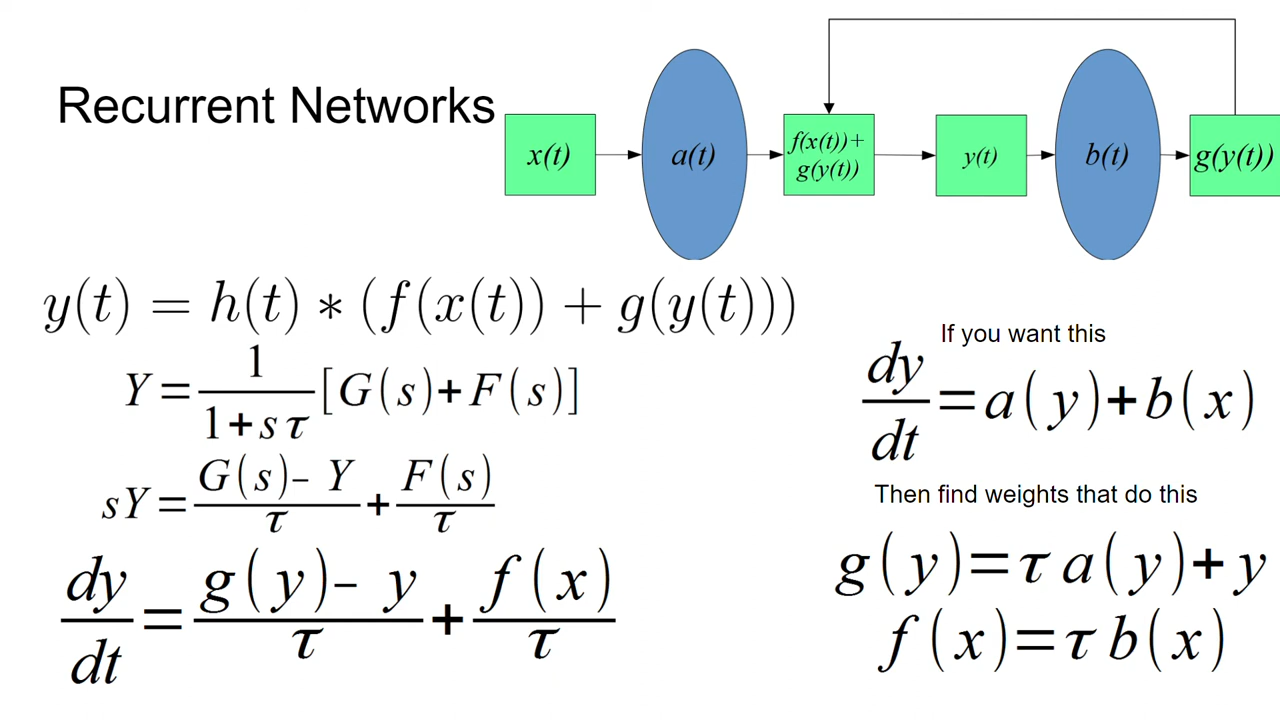 Recurrent Networks
x(t)
a(t)
f(x(t))+
g(y(t))
y(t)
b(t)
g(y(t))
y(t) = h(t) ∗ (f(x(t)) + g(y(t)))
Y = 1/(1+sτ) [G(s)+F(s)]
sY = (G(s)− Y)/τ + F(s)/τ
dy/dt = (g(y)− y)/τ + f(x)/τ
If you want this
dy/dt = a(y)+b(x)
Then find weights that do this
g(y)=τ a(y)+ y
f(x)=τ b(x)